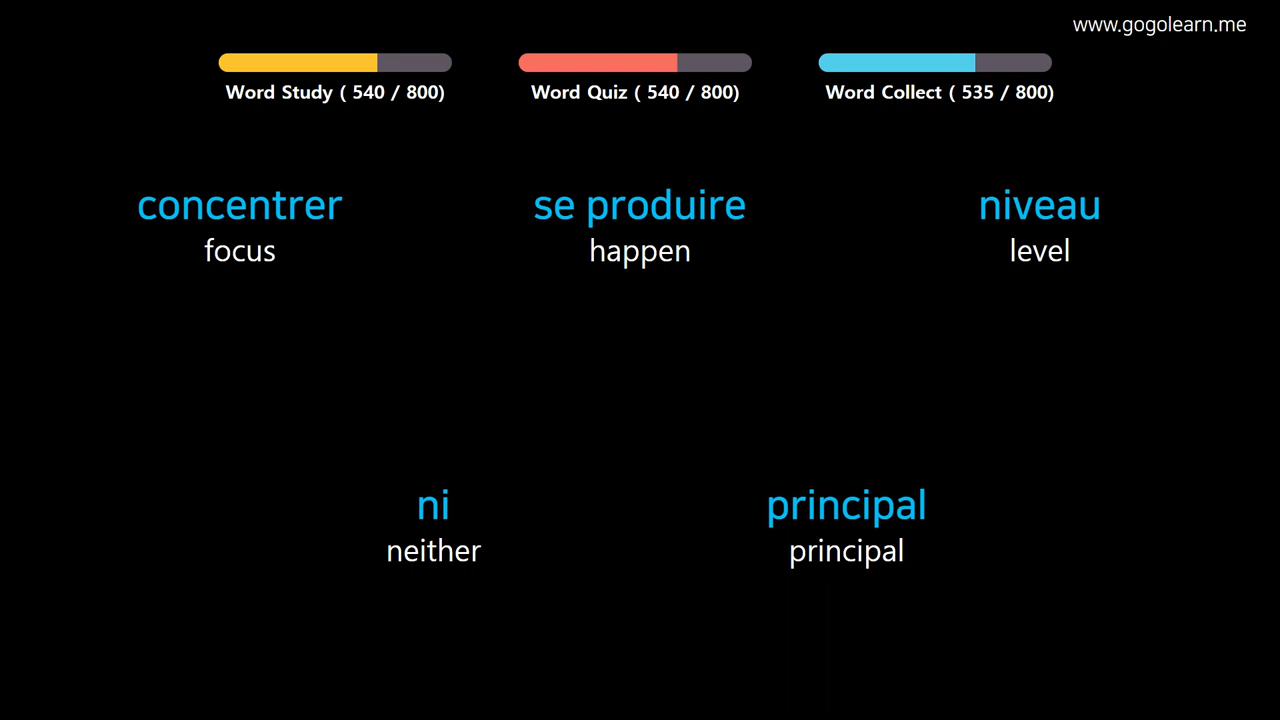 www.gogolearn.me
Word Study ( 540 / 800)
Word Quiz ( 540 / 800)
Word Collect ( 535 / 800)
concentrer
focus
se produire
happen
niveau
level
ni
neither
principal
principal